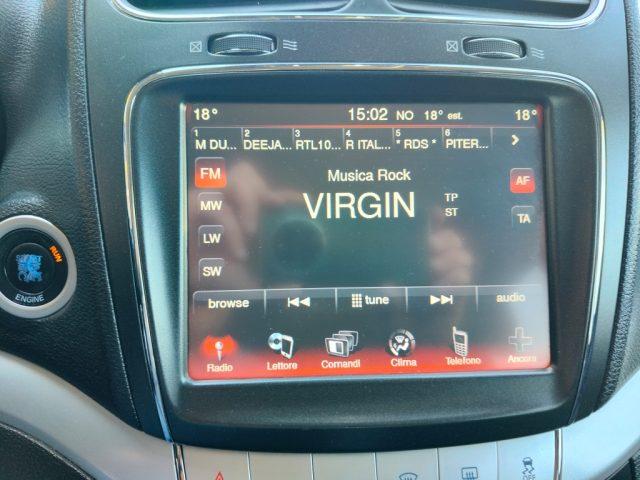 18° 15:02 NO 18° est. 18°
1 2 3 4 5 6
M DU... DEEJA... RTL10... R ITAL... * RDS * PITER... >
FM Musica Rock AF
MW VIRGIN TP
ST TA
LW
SW
browse tune audio
Radio Lettore Comandi Clima Telefono Ancora
RUN
ENGINE